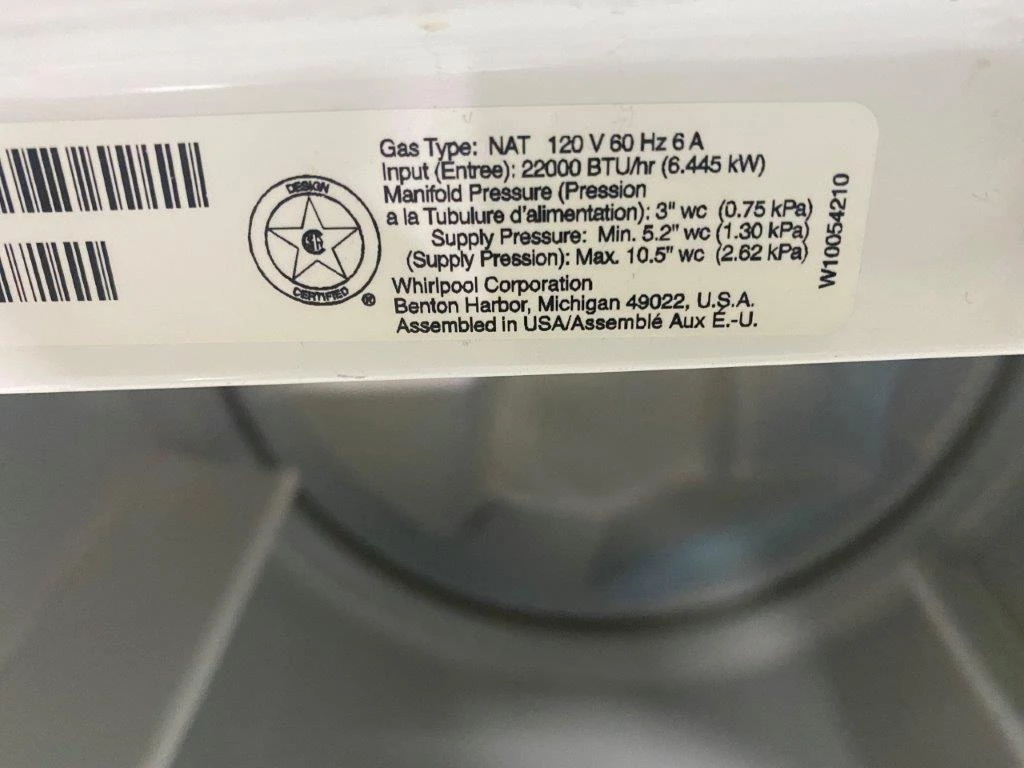 DESIGN
CERTIFIED
®
Gas Type: NAT 120 V 60 Hz 6 A
Input (Entree): 22000 BTU/hr (6.445 kW)
Manifold Pressure (Pression
a la Tubulure d'alimentation): 3" wc (0.75 kPa)
Supply Pressure: Min. 5.2" wc (1.30 kPa)
(Supply Pression): Max. 10.5" wc (2.62 kPa)
Whirlpool Corporation
Benton Harbor, Michigan 49022, U.S.A.
Assembled in USA/Assemblé Aux É.-U.
W10054210